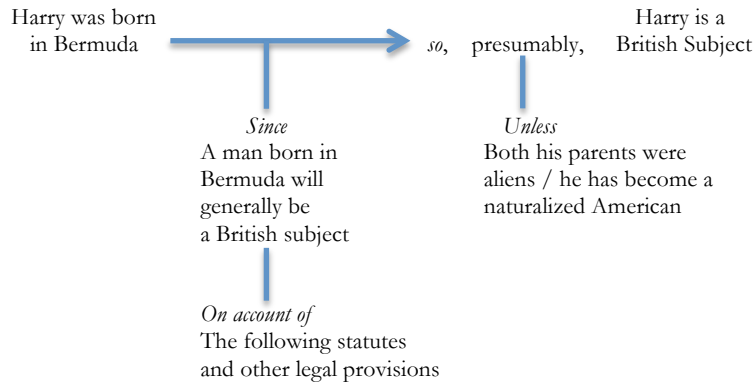 Harry was born
in Bermuda
so, presumably,
Harry is a
British Subject
Since
A man born in
Bermuda will
generally be
a British subject
Unless
Both his parents were
aliens / he has become a
naturalized American
On account of
The following statutes
and other legal provisions